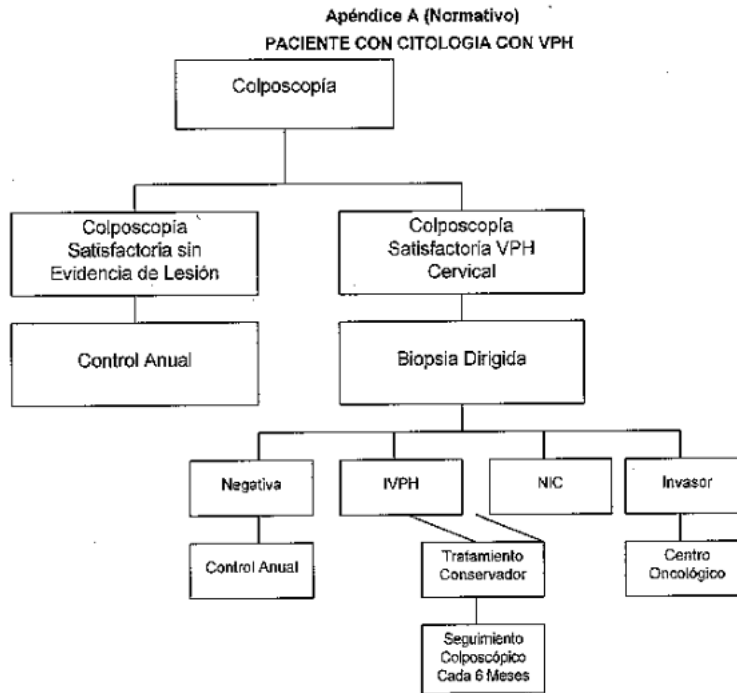 Apéndice A (Normativo)
PACIENTE CON CITOLOGIA CON VPH
Colposcopía
Colposcopía
Satisfactoria sin
Evidencia de Lesión
Colposcopía
Satisfactoria VPH
Cervical
Control Anual
Biopsia Dirigida
Negativa
IVPH
NIC
Invasor
Control Anual
Tratamiento
Conservador
Centro
Oncológico
Seguimiento
Colposcópico
Cada 6 Meses